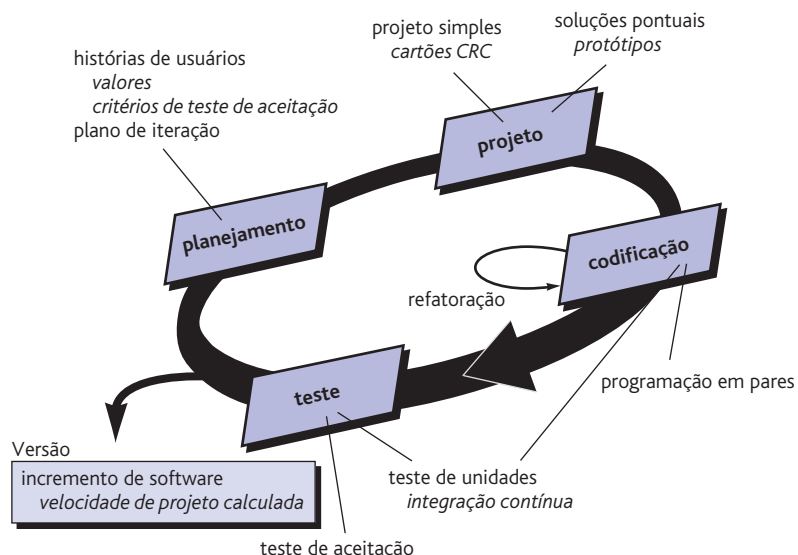 soluções pontuais
protótipos
projeto simples
cartões CRC
histórias de usuários
valores
critérios de teste de aceitação
plano de iteração
projeto
planejamento
codificação
refatoração
programação em pares
teste
Versão
incremento de software
velocidade de projeto calculada
teste de unidades
integração contínua
teste de aceitação